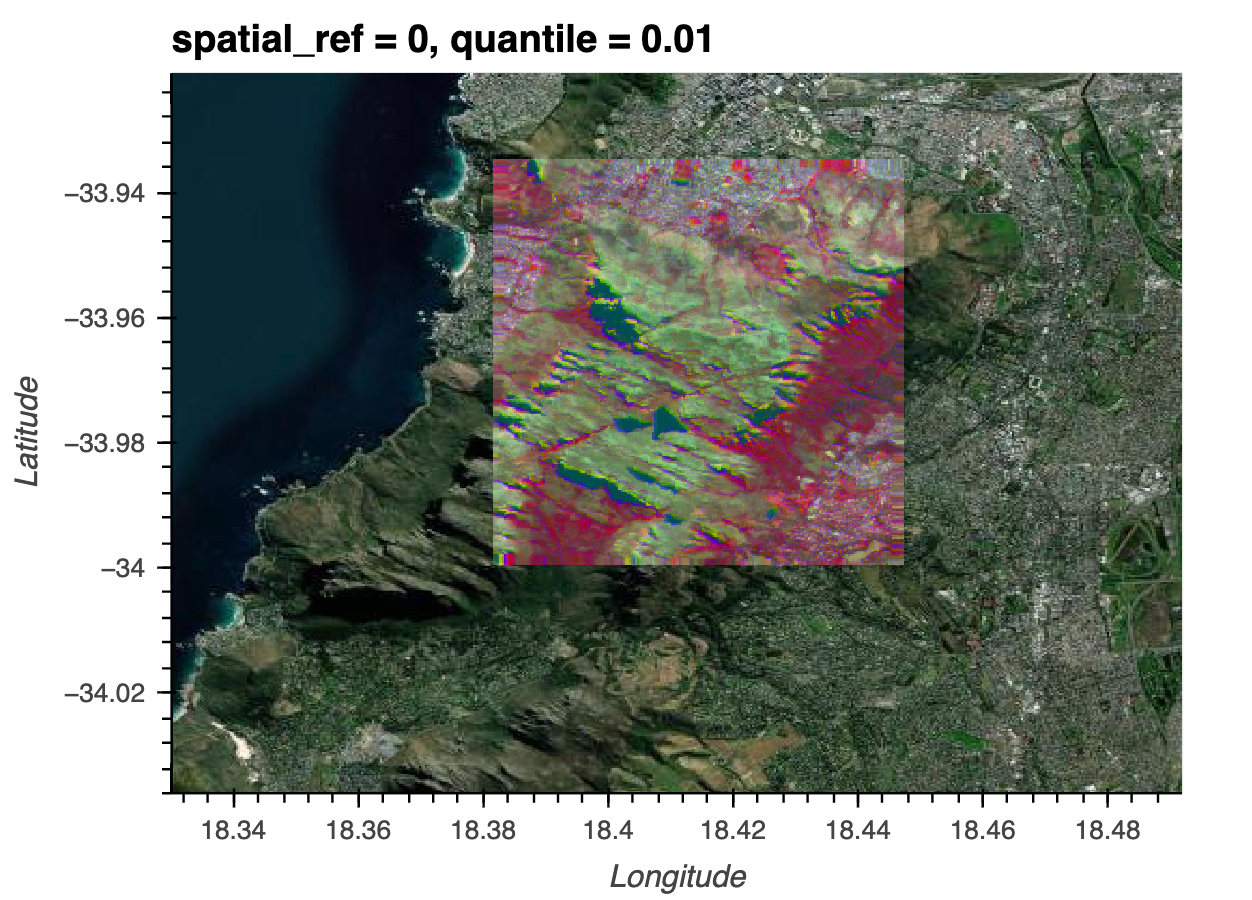 spatial_ref = 0, quantile = 0.01
−33.94
−33.96
−33.98
−34
−34.02
Latitude
18.34 18.36 18.38 18.4 18.42 18.44 18.46 18.48
Longitude